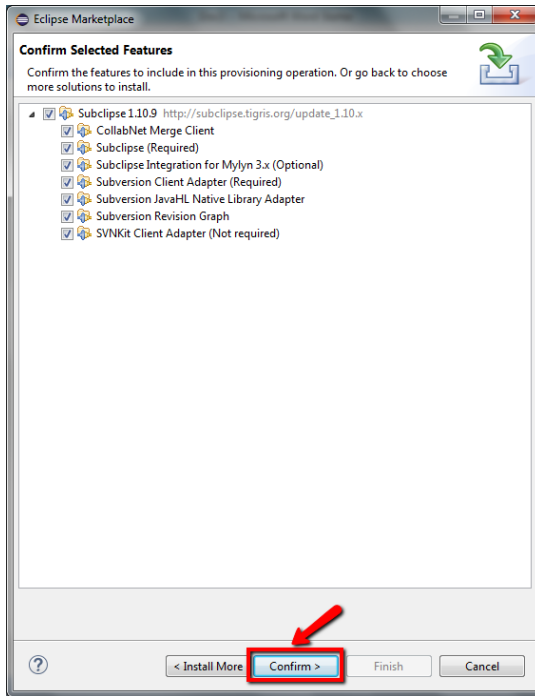 Eclipse Marketplace
Confirm Selected Features
Confirm the features to include in this provisioning operation. Or go back to choose
more solutions to install.
Subclipse 1.10.9 http://subclipse.tigris.org/update_1.10.x
CollabNet Merge Client
Subclipse (Required)
Subclipse Integration for Mylyn 3.x (Optional)
Subversion Client Adapter (Required)
Subversion JavaHL Native Library Adapter
Subversion Revision Graph
SVNKit Client Adapter (Not required)
? < Install More Confirm > Finish Cancel